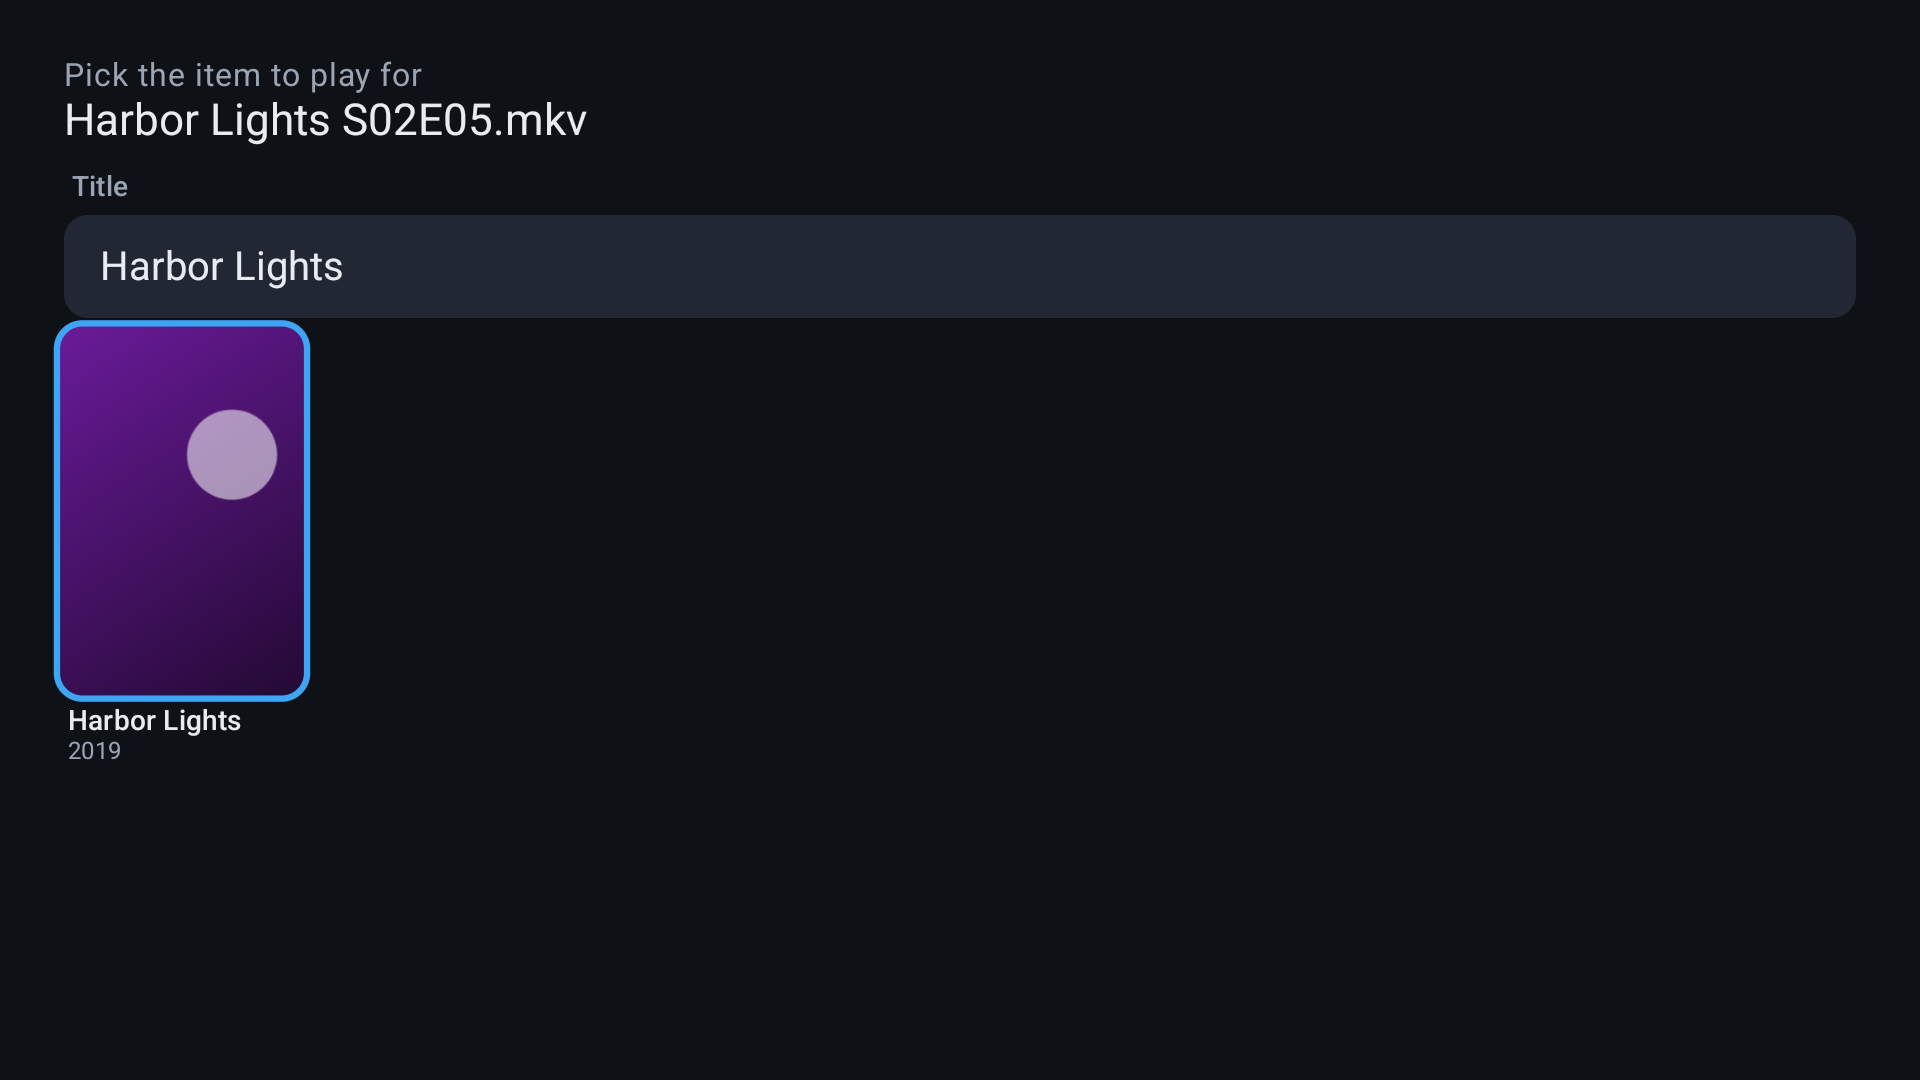 Pick the item to play for
Harbor Lights S02E05.mkv
Title
Harbor Lights
Harbor Lights
2019